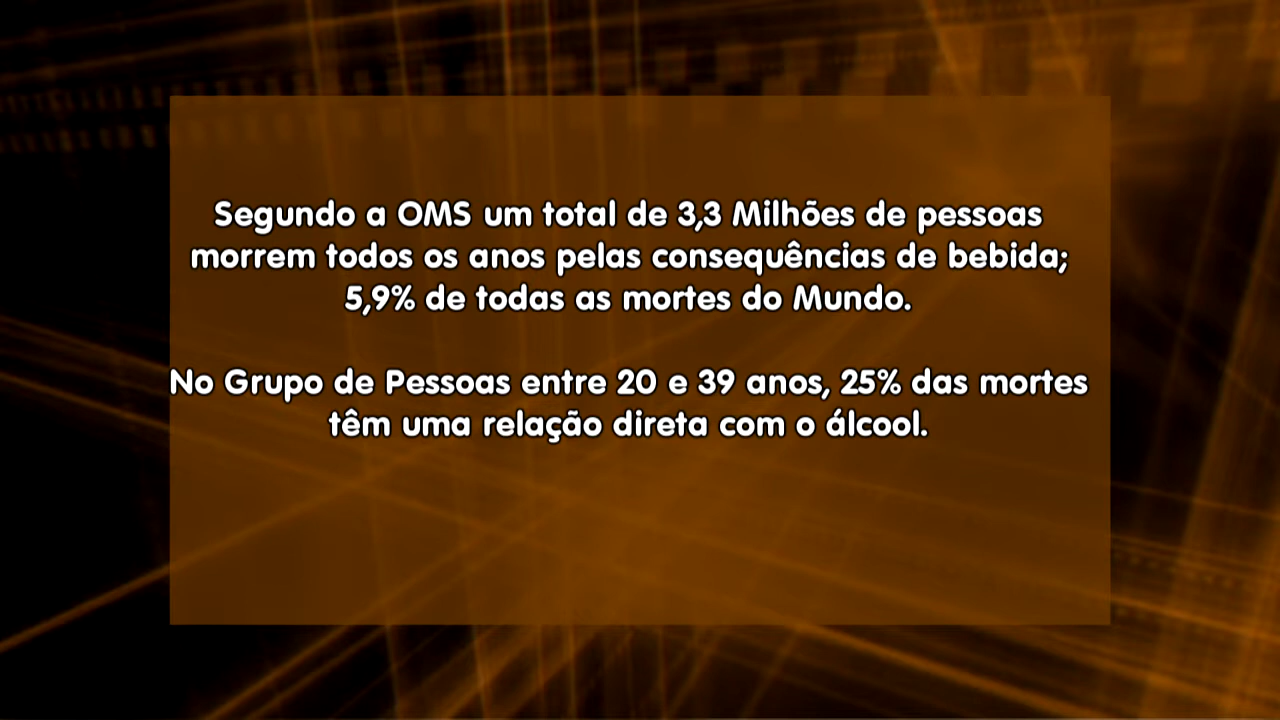 Segundo a OMS um total de 3,3 Milhões de pessoas
morrem todos os anos pelas consequências de bebida;
5,9% de todas as mortes do Mundo.
No Grupo de Pessoas entre 20 e 39 anos, 25% das mortes
têm uma relação direta com o álcool.